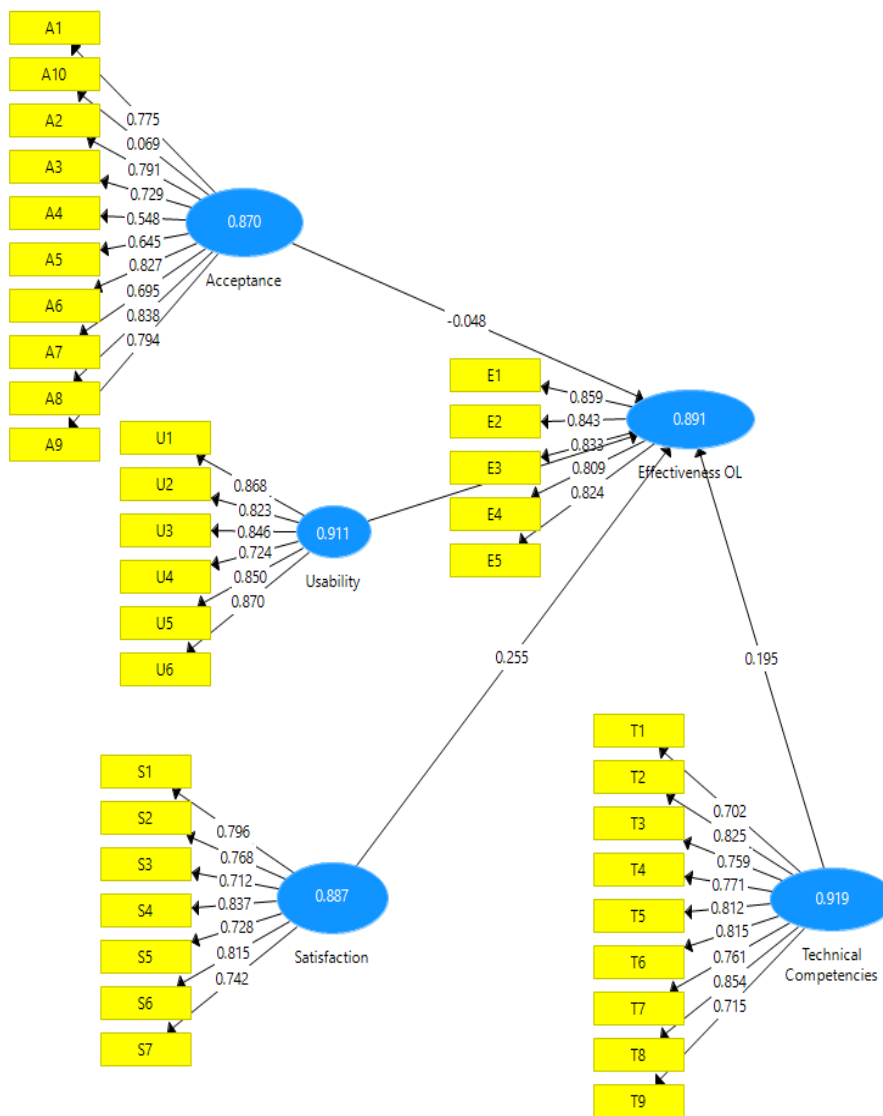 A1
A10
A2
A3
A4
A5
A6
A7
A8
A9
0.775
0.069
0.791
0.729
0.548
0.645
0.827
0.695
0.838
0.794
0.870
Acceptance
-0.048
E1
E2
E3
E4
E5
0.859
0.843
0.833
0.809
0.824
0.891
Effectiveness OL
U1
U2
U3
U4
U5
U6
0.868
0.823
0.846
0.724
0.850
0.870
0.911
Usability
0.255
0.195
S1
S2
S3
S4
S5
S6
S7
0.796
0.768
0.712
0.837
0.728
0.815
0.742
0.887
Satisfaction
T1
T2
T3
T4
T5
T6
T7
T8
T9
0.702
0.825
0.759
0.771
0.812
0.815
0.761
0.854
0.715
0.919
Technical
Competencies